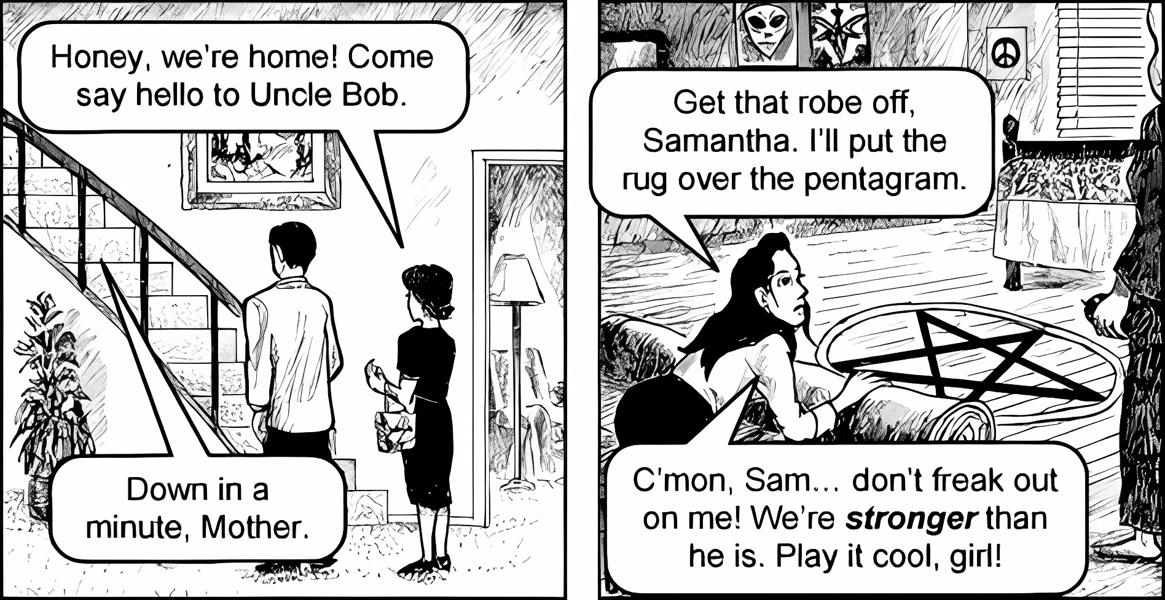 Honey, we're home! Come
say hello to Uncle Bob.
Down in a
minute, Mother.
Get that robe off,
Samantha. I'll put the
rug over the pentagram.
C'mon, Sam... don't freak out
on me! We're stronger than
he is. Play it cool, girl!